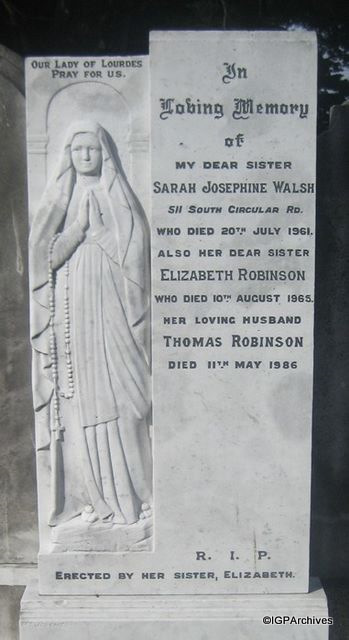 OUR LADY OF LOURDES
PRAY FOR US.
In
Loving Memory
of
MY DEAR SISTER
SARAH JOSEPHINE WALSH
511 SOUTH CIRCULAR RD.
WHO DIED 20TH JULY 1961.
ALSO HER DEAR SISTER
ELIZABETH ROBINSON
WHO DIED 10TH AUGUST 1965.
HER LOVING HUSBAND
THOMAS ROBINSON
DIED 11TH MAY 1986
R. I. P.
ERECTED BY HER SISTER, ELIZABETH.
©IGPArchives